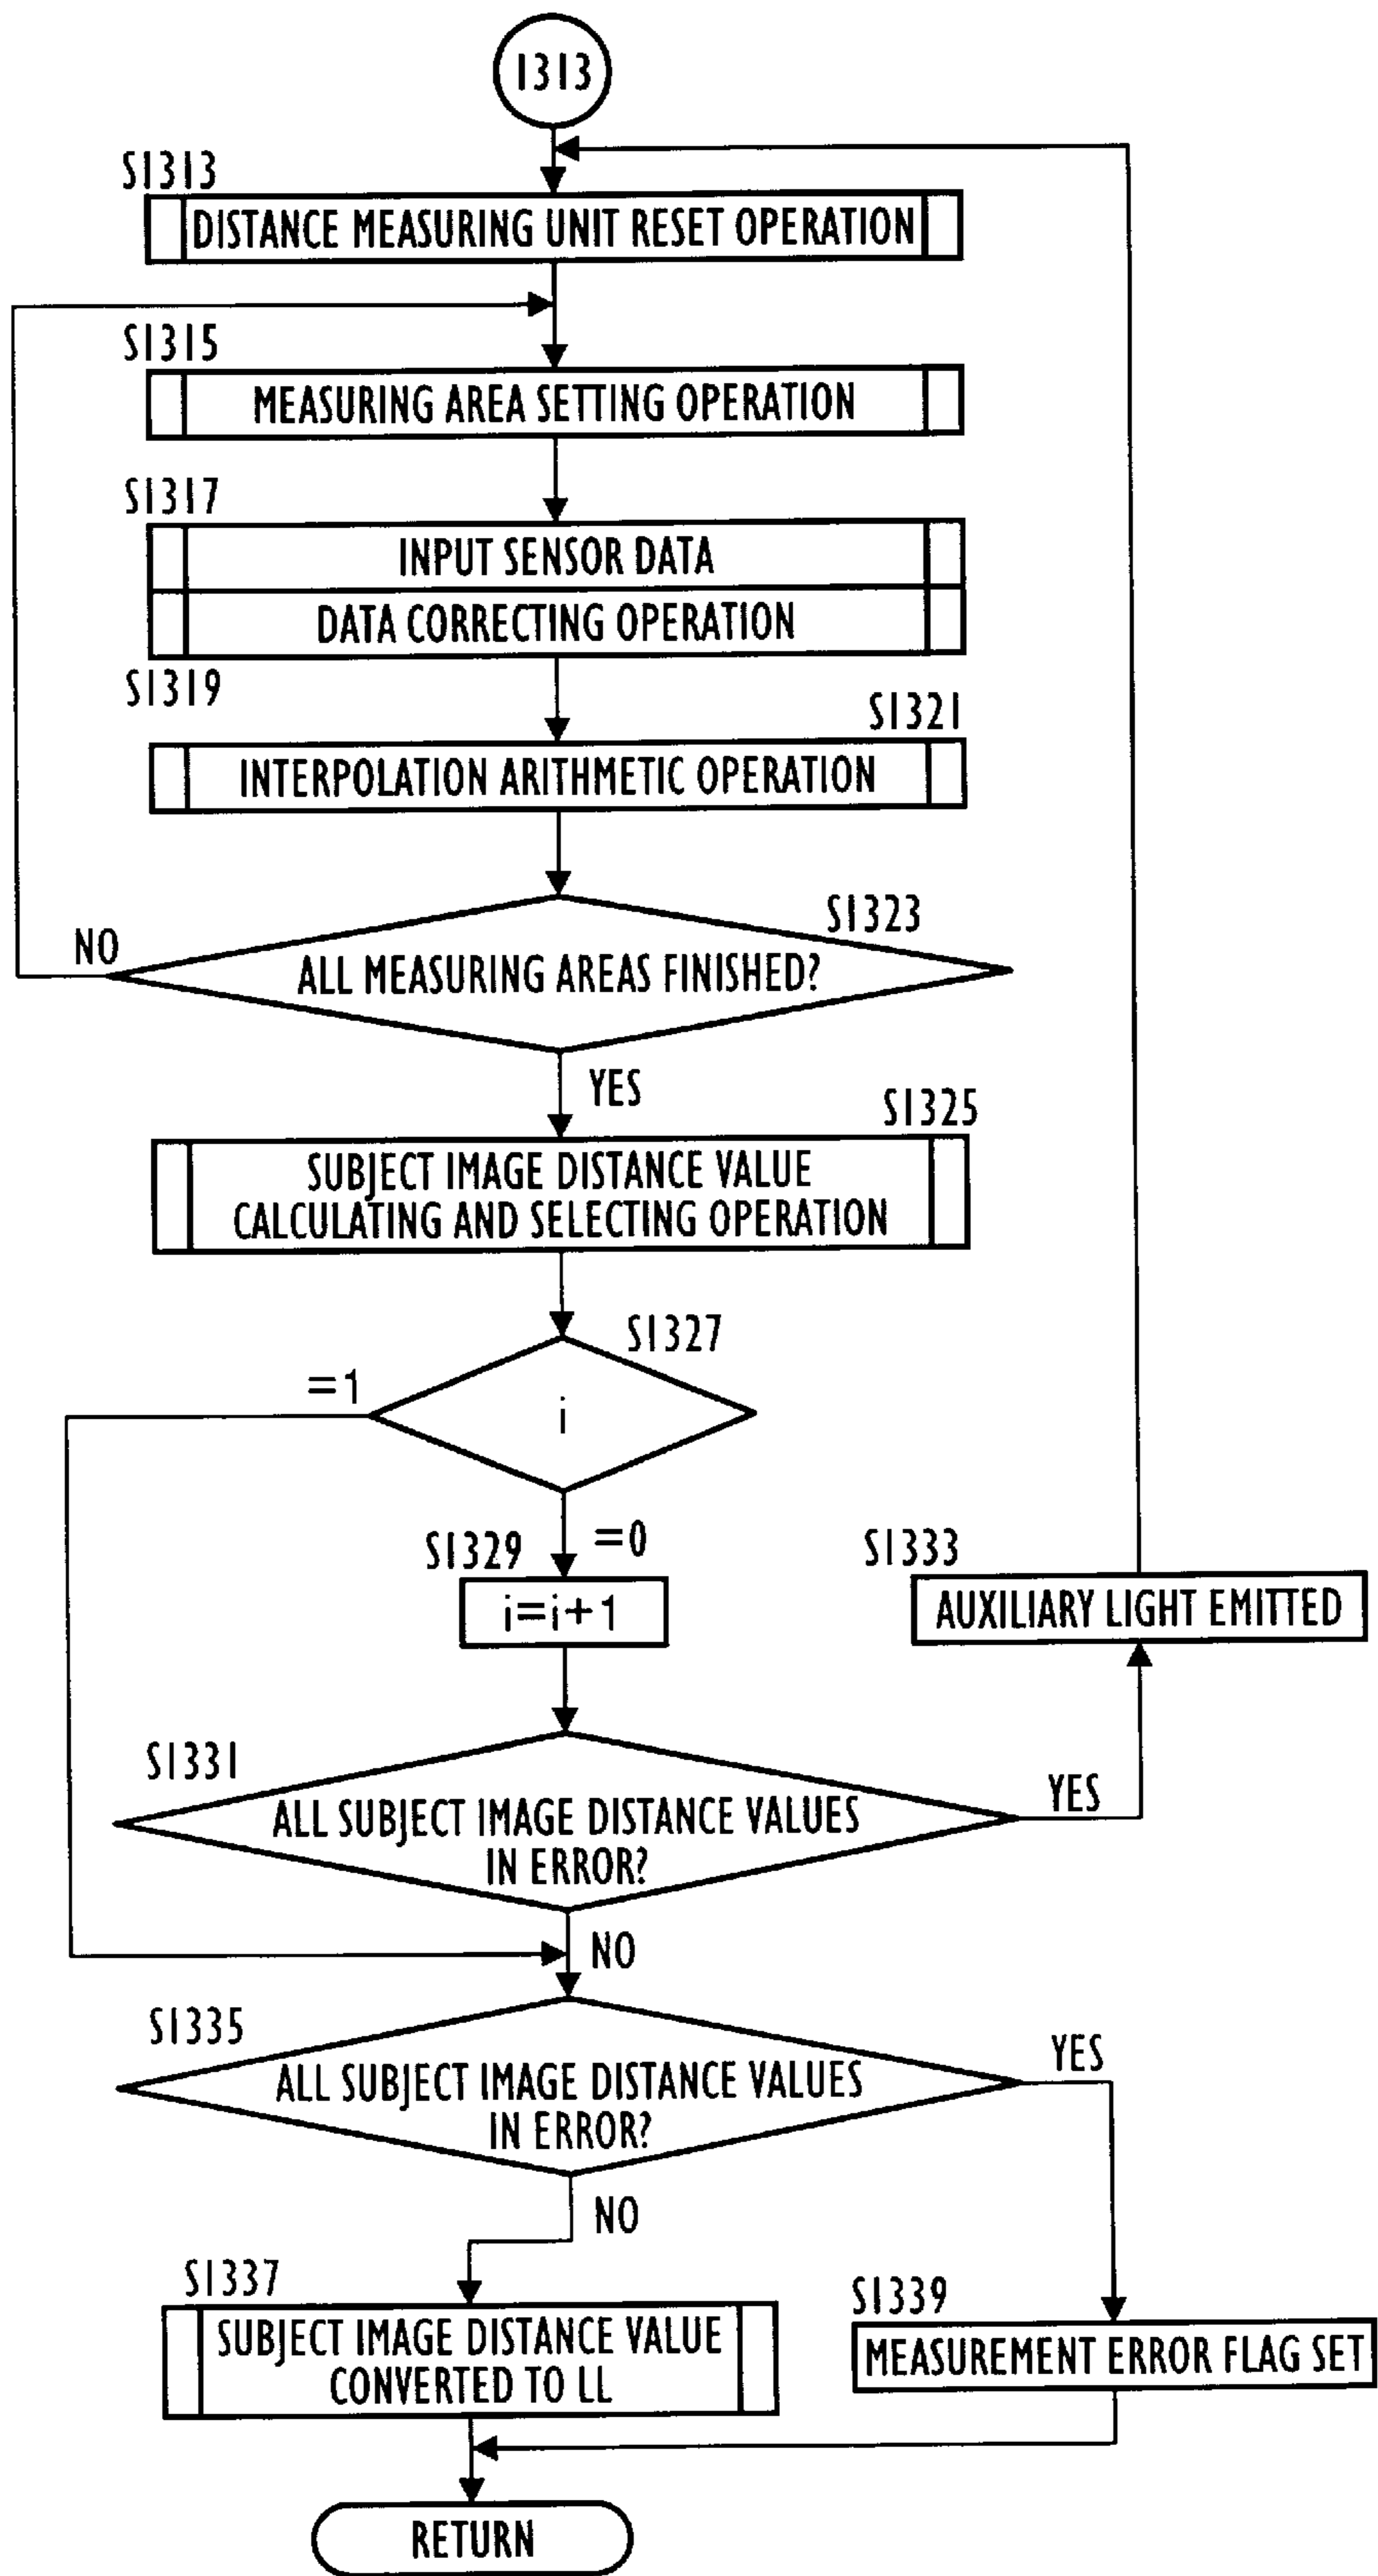 1313
S1313
DISTANCE MEASURING UNIT RESET OPERATION
S1315
MEASURING AREA SETTING OPERATION
S1317
INPUT SENSOR DATA
DATA CORRECTING OPERATION
S1319
S1321
INTERPOLATION ARITHMETIC OPERATION
S1323
NO
ALL MEASURING AREAS FINISHED?
YES
S1325
SUBJECT IMAGE DISTANCE VALUE
CALCULATING AND SELECTING OPERATION
S1327
=1
i
=0
S1329
i=i+1
S1333
AUXILIARY LIGHT EMITTED
S1331
YES
ALL SUBJECT IMAGE DISTANCE VALUES
IN ERROR?
NO
S1335
YES
ALL SUBJECT IMAGE DISTANCE VALUES
IN ERROR?
NO
S1337
SUBJECT IMAGE DISTANCE VALUE
CONVERTED TO LL
S1339
MEASUREMENT ERROR FLAG SET
RETURN